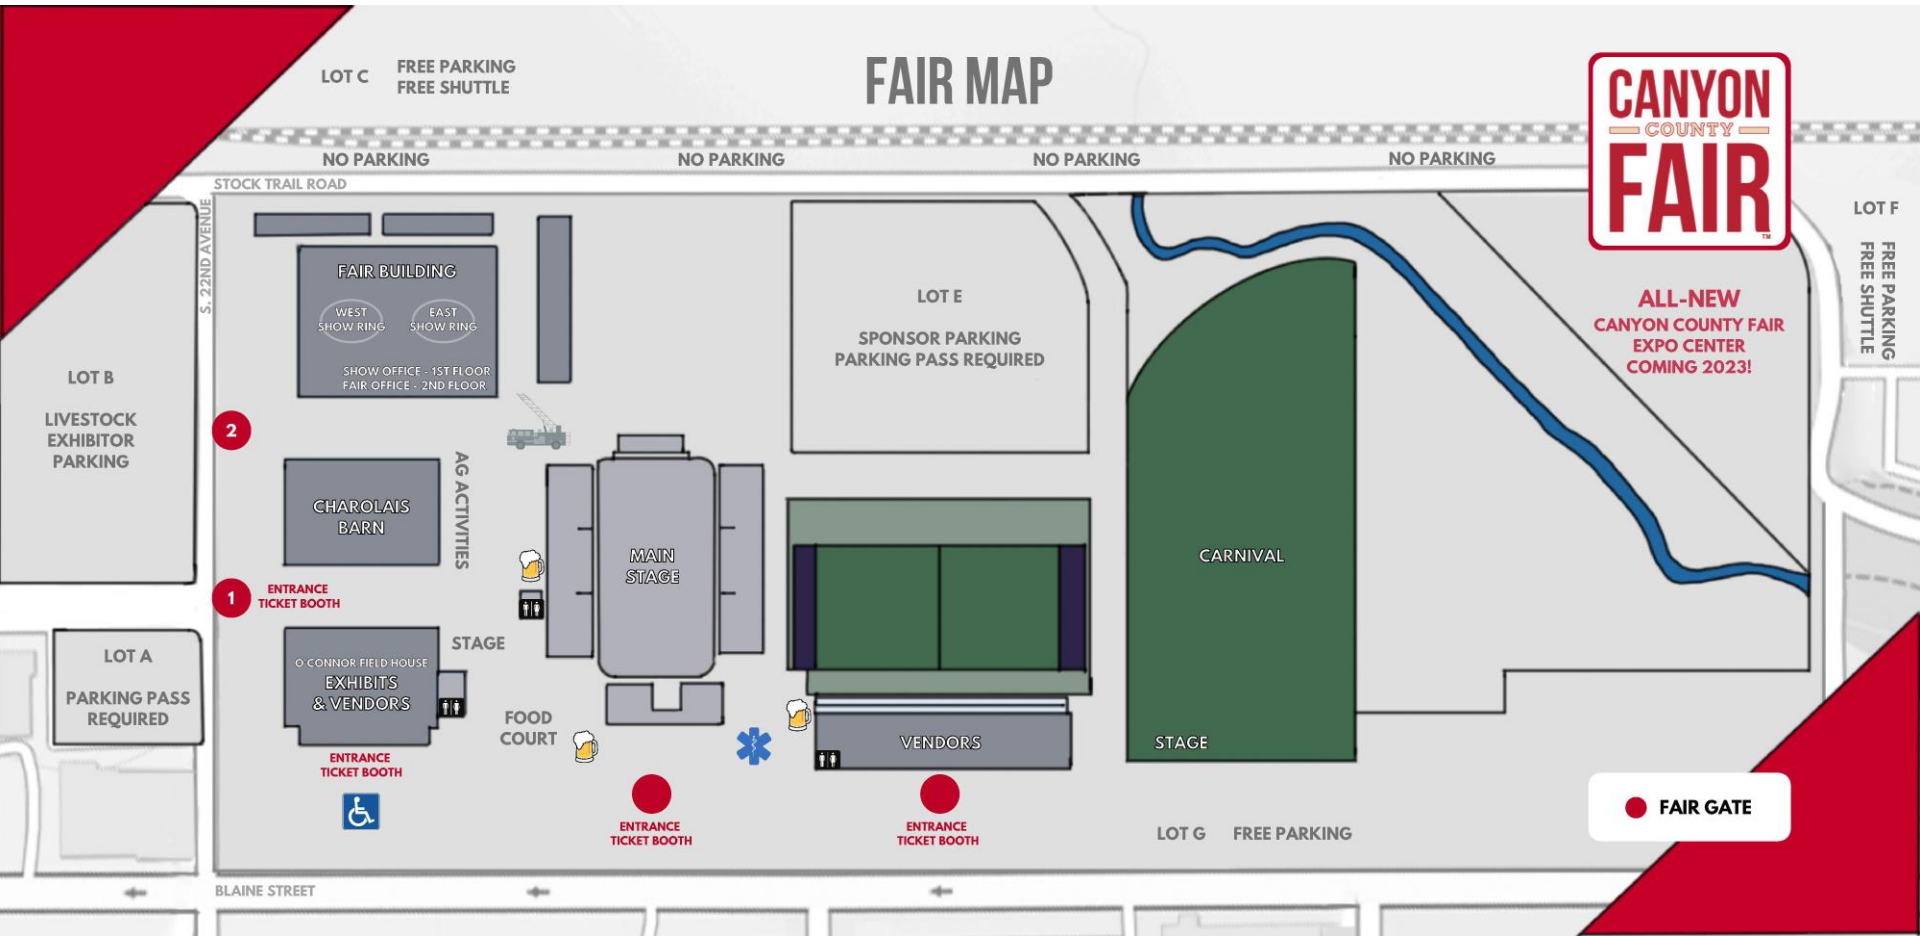 FAIR MAP
LOT C
FREE PARKING
FREE SHUTTLE
CANYON
COUNTY
FAIR
TM
NO PARKING
NO PARKING
NO PARKING
NO PARKING
STOCK TRAIL ROAD
S. 22ND AVENUE
LOT F
FREE PARKING
FREE SHUTTLE
FAIR BUILDING
WEST
SHOW RING
EAST
SHOW RING
SHOW OFFICE - 1ST FLOOR
FAIR OFFICE - 2ND FLOOR
LOT E
SPONSOR PARKING
PARKING PASS REQUIRED
ALL-NEW
CANYON COUNTY FAIR
EXPO CENTER
COMING 2023!
LOT B
LIVESTOCK
EXHIBITOR
PARKING
2
CHAROLAIS
BARN
AG ACTIVITIES
MAIN
STAGE
CARNIVAL
1
ENTRANCE
TICKET BOOTH
STAGE
LOT A
PARKING PASS
REQUIRED
O CONNOR FIELD HOUSE
EXHIBITS
& VENDORS
FOOD
COURT
VENDORS
STAGE
ENTRANCE
TICKET BOOTH
ENTRANCE
TICKET BOOTH
ENTRANCE
TICKET BOOTH
LOT G
FREE PARKING
FAIR GATE
BLAINE STREET